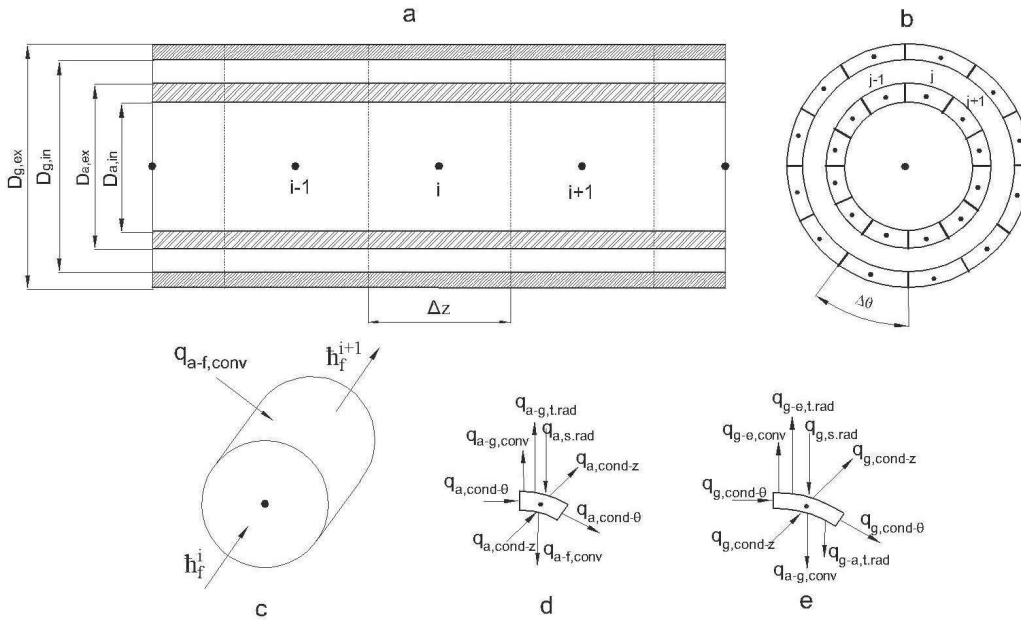 a
b
D_g,ex
D_g,in
D_a,ex
D_a,in
i-1
i
i+1
Δz
j-1
j
j+1
Δθ
q_a-f,conv
ħ_f^i+1
ħ_f^i
c
q_a-g,t.rad
q_a,s.rad
q_a-g,conv
q_a,cond-z
q_a,cond-θ
q_a,cond-θ
q_a,cond-z
q_a-f,conv
d
q_g-e,t.rad
q_g,s.rad
q_g-e,conv
q_g,cond-z
q_g,cond-θ
q_g,cond-θ
q_g,cond-z
q_g-a,t.rad
q_a-g,conv
e